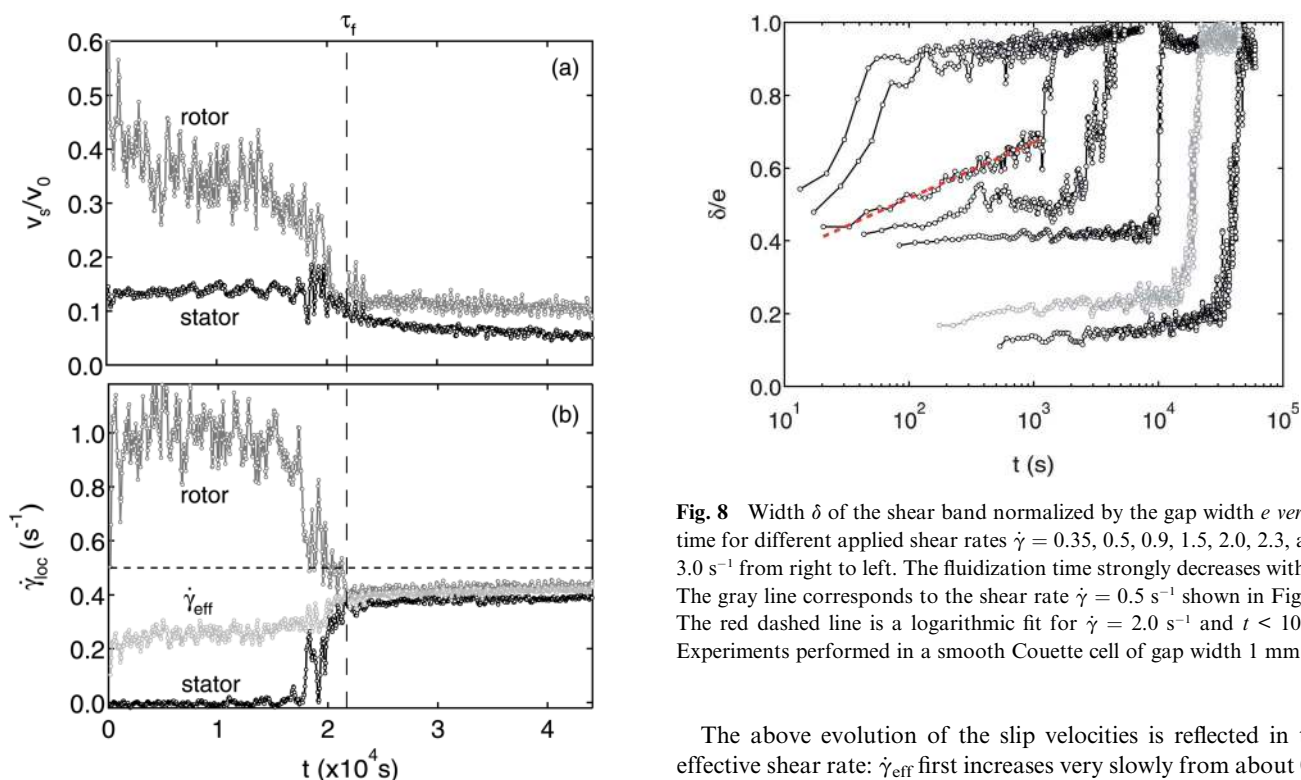 τf
0.6
(a)
0.5
rotor
0.4
vs/v0
0.3
0.2
0.1
stator
0.0
(b)
1.0
rotor
0.8
γ̇loc (s-1)
0.6
0.4
γ̇eff
0.2
stator
0.0
0 1 2 3 4
t (x10⁴s)
1.0
0.8
δ/e
0.6
0.4
0.2
0.0
10¹ 10² 10³ 10⁴ 10⁵
t (s)
Fig. 8 Width δ of the shear band normalized by the gap width e ver
time for different applied shear rates γ̇ = 0.35, 0.5, 0.9, 1.5, 2.0, 2.3, a
3.0 s⁻¹ from right to left. The fluidization time strongly decreases with
The gray line corresponds to the shear rate γ̇ = 0.5 s⁻¹ shown in Fig
The red dashed line is a logarithmic fit for γ̇ = 2.0 s⁻¹ and t < 10
Experiments performed in a smooth Couette cell of gap width 1 mm
The above evolution of the slip velocities is reflected in t
effective shear rate: γ̇eff first increases very slowly from about